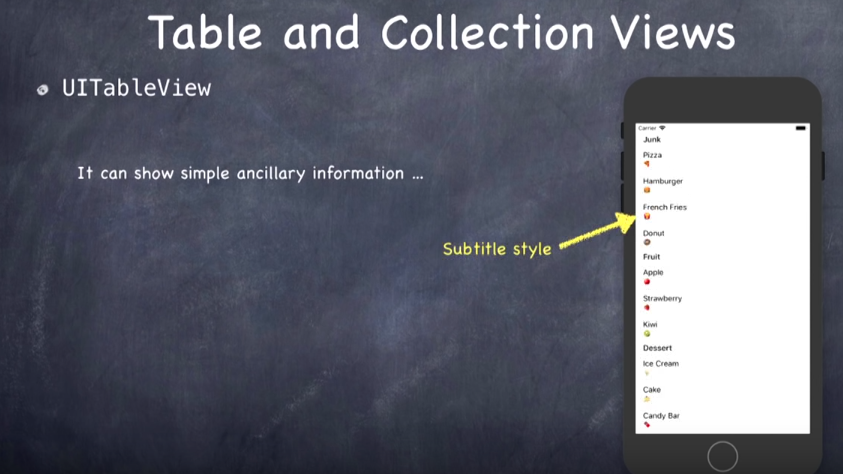 Table and Collection Views
UITableView
It can show simple ancillary information ...
Subtitle style
Carrier
Junk
Pizza
Hamburger
French Fries
Donut
Fruit
Apple
Strawberry
Kiwi
Dessert
Ice Cream
Cake
Candy Bar